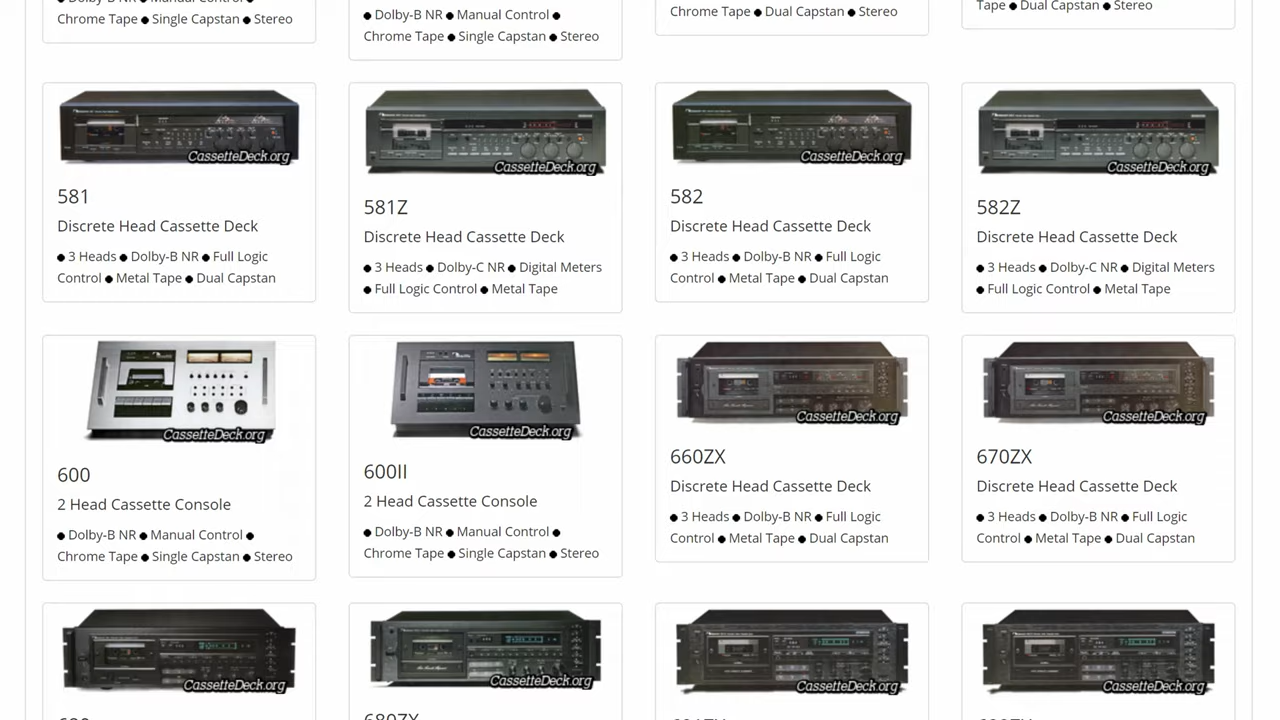 Dolby-B NR ● Manual Control ●
Chrome Tape ● Single Capstan ● Stereo
● Dolby-B NR ● Manual Control ●
Chrome Tape ● Single Capstan ● Stereo
Chrome Tape ● Dual Capstan ● Stereo
Tape ● Dual Capstan ● Stereo
CassetteDeck.org
581
Discrete Head Cassette Deck
● 3 Heads ● Dolby-B NR ● Full Logic
Control ● Metal Tape ● Dual Capstan
CassetteDeck.org
581Z
Discrete Head Cassette Deck
● 3 Heads ● Dolby-C NR ● Digital Meters
● Full Logic Control ● Metal Tape
CassetteDeck.org
582
Discrete Head Cassette Deck
● 3 Heads ● Dolby-B NR ● Full Logic
Control ● Metal Tape ● Dual Capstan
CassetteDeck.org
582Z
Discrete Head Cassette Deck
● 3 Heads ● Dolby-C NR ● Digital Meters
● Full Logic Control ● Metal Tape
CassetteDeck.org
600
2 Head Cassette Console
● Dolby-B NR ● Manual Control ●
Chrome Tape ● Single Capstan ● Stereo
CassetteDeck.org
600II
2 Head Cassette Console
● Dolby-B NR ● Manual Control ●
Chrome Tape ● Single Capstan ● Stereo
CassetteDeck.org
660ZX
Discrete Head Cassette Deck
● 3 Heads ● Dolby-B NR ● Full Logic
Control ● Metal Tape ● Dual Capstan
CassetteDeck.org
670ZX
Discrete Head Cassette Deck
● 3 Heads ● Dolby-B NR ● Full Logic
Control ● Metal Tape ● Dual Capstan
CassetteDeck.org
CassetteDeck.org
680ZX
CassetteDeck.org
CassetteDeck.org